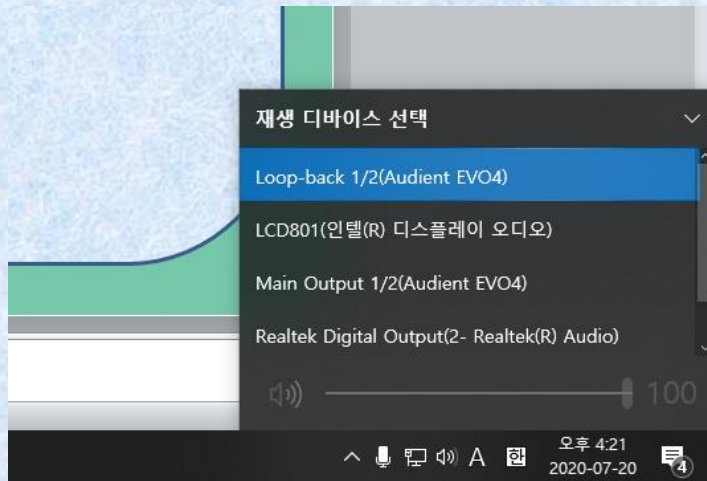 재생 디바이스 선택
Loop-back 1/2(Audient EVO4)
LCD801(인텔(R) 디스플레이 오디오)
Main Output 1/2(Audient EVO4)
Realtek Digital Output(2- Realtek(R) Audio)
100
A 한 오후 4:21
2020-07-20
4